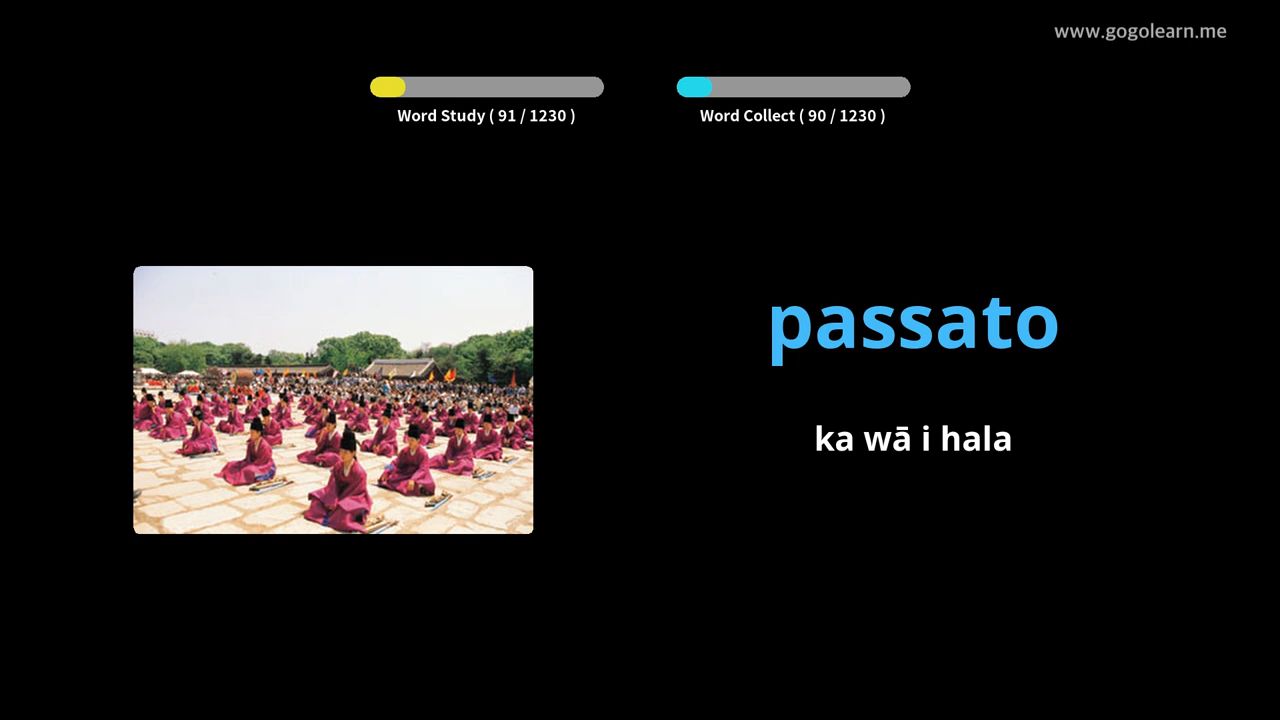 www.gogolearn.me
Word Study ( 91 / 1230 )
Word Collect ( 90 / 1230 )
passato
ka wā i hala